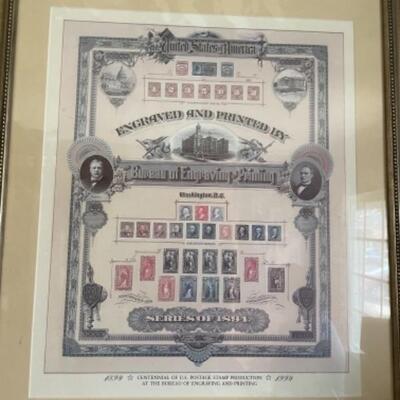 United States of America
ENGRAVED AND PRINTED BY
Bureau of Engraving & Printing
Washington, D.C.
SERIES OF 1894
1894 ☆ CENTENNIAL OF U.S. POSTAGE STAMP PRODUCTION ☆ 1994
AT THE BUREAU OF ENGRAVING AND PRINTING